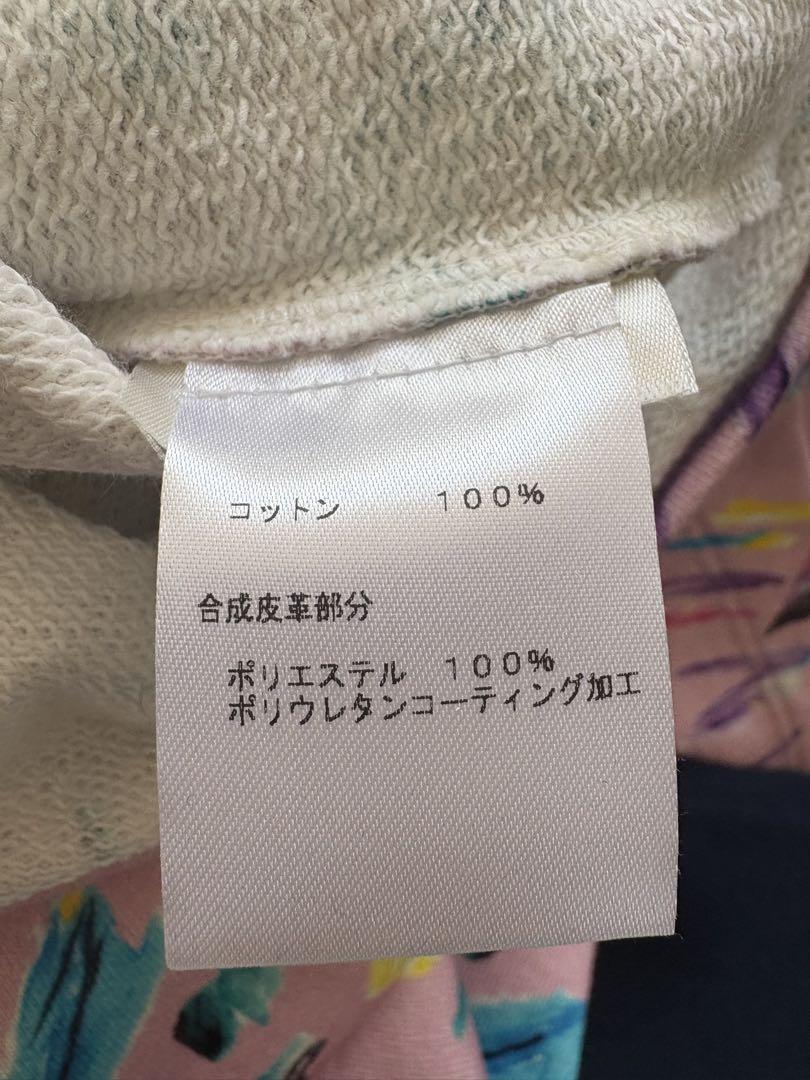 コットン　１００％
合成皮革部分
ポリエステル　１００％
ポリウレタンコーティング加工